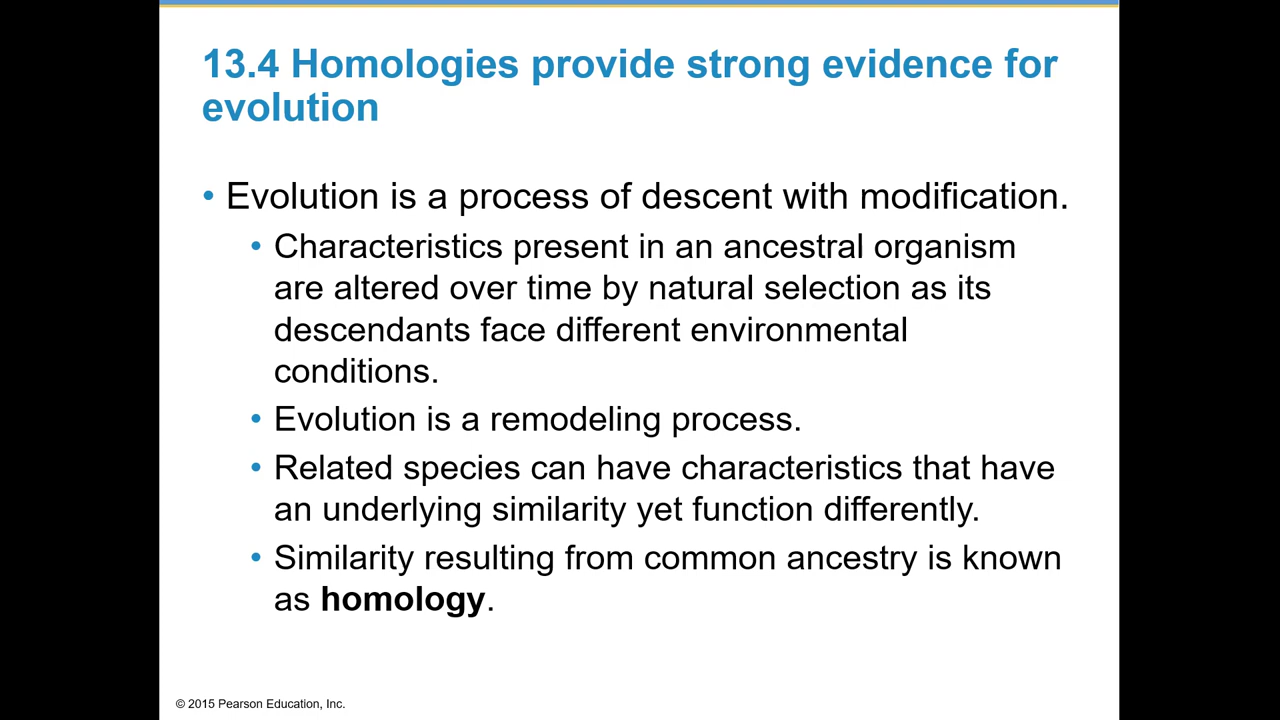 13.4 Homologies provide strong evidence for
evolution
• Evolution is a process of descent with modification.
• Characteristics present in an ancestral organism
are altered over time by natural selection as its
descendants face different environmental
conditions.
• Evolution is a remodeling process.
• Related species can have characteristics that have
an underlying similarity yet function differently.
• Similarity resulting from common ancestry is known
as homology.
© 2015 Pearson Education, Inc.